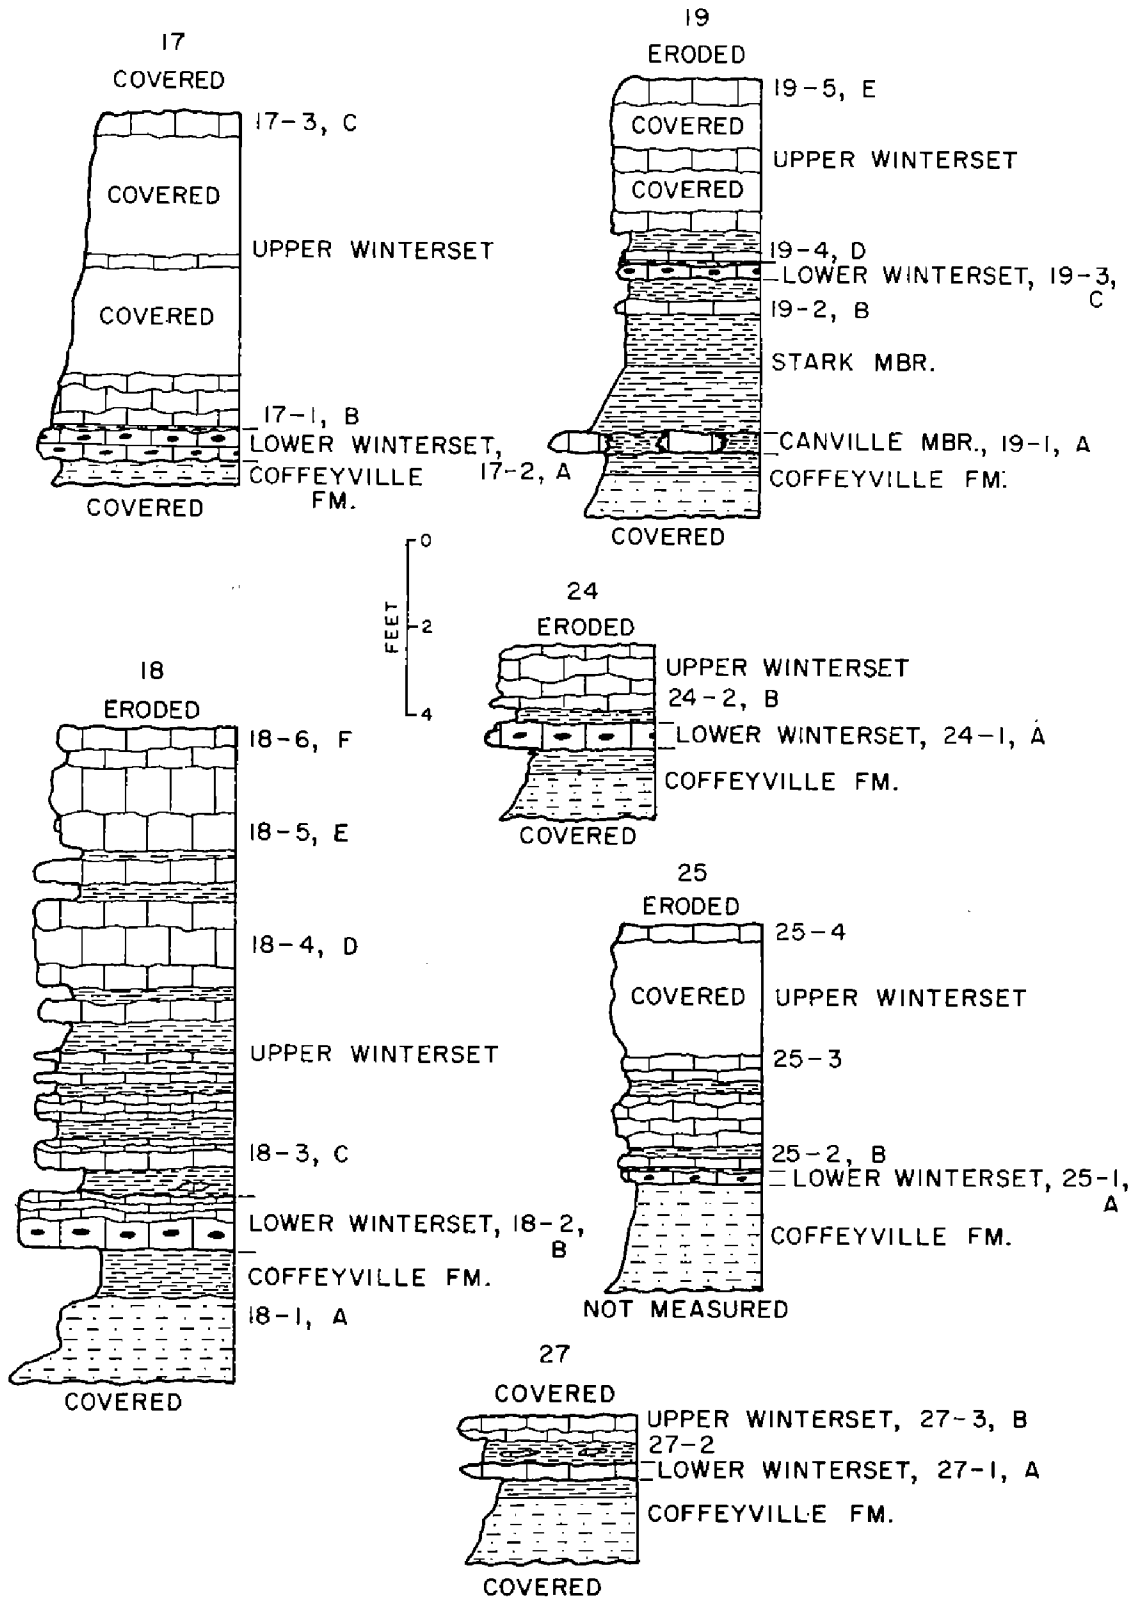 17
COVERED
17-3, C
COVERED
UPPER WINTERSET
COVERED
17-1, B
LOWER WINTERSET,
17-2, A
COFFEYVILLE
FM.
COVERED
19
ERODED
19-5, E
COVERED
UPPER WINTERSET
COVERED
19-4, D
LOWER WINTERSET, 19-3,
C
19-2, B
STARK MBR.
CANVILLE MBR., 19-1, A
COFFEYVILLE FM.
COVERED
0
2
4
FEET
18
ERODED
18-6, F
18-5, E
18-4, D
UPPER WINTERSET
18-3, C
LOWER WINTERSET, 18-2,
B
COFFEYVILLE FM.
18-1, A
COVERED
24
ERODED
UPPER WINTERSET
24-2, B
LOWER WINTERSET, 24-1, A
COFFEYVILLE FM.
COVERED
25
ERODED
25-4
COVERED
UPPER WINTERSET
25-3
25-2, B
LOWER WINTERSET, 25-1,
A
COFFEYVILLE FM.
NOT MEASURED
27
COVERED
UPPER WINTERSET, 27-3, B
27-2
LOWER WINTERSET, 27-1, A
COFFEYVILLE FM.
COVERED